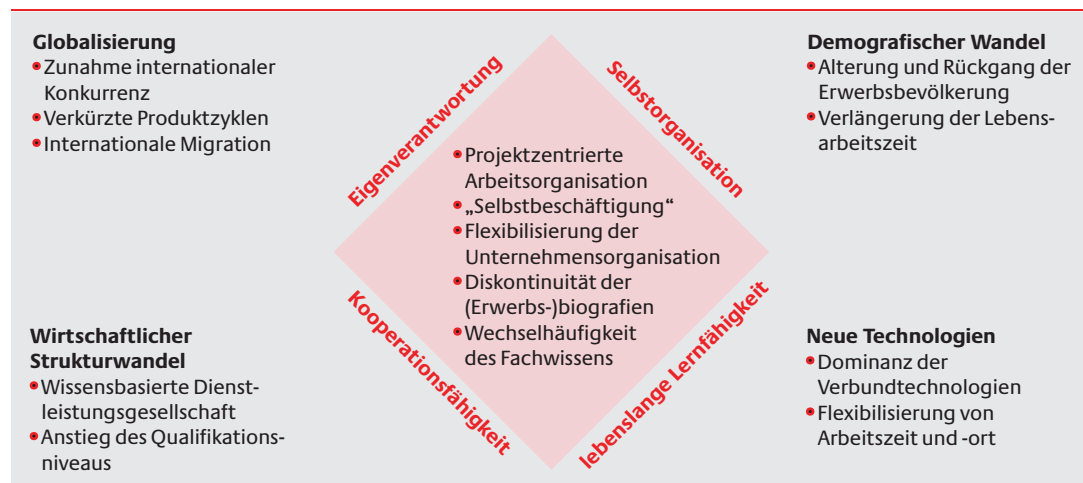 Globalisierung
• Zunahme internationaler
Konkurrenz
• Verkürzte Produktzyklen
• Internationale Migration
Eigenverantwortung
Selbstorganisation
Demografischer Wandel
• Alterung und Rückgang der
Erwerbsbevölkerung
• Verlängerung der Lebens-
arbeitszeit
• Projektzentrierte
Arbeitsorganisation
• „Selbstbeschäftigung“
• Flexibilisierung der
Unternehmensorganisation
• Diskontinuität der
(Erwerbs-)biografien
• Wechselhäufigkeit
des Fachwissens
Wirtschaftlicher
Strukturwandel
• Wissensbasierte Dienst-
leistungsgesellschaft
• Anstieg des Qualifikations-
niveaus
Kooperationsfähigkeit
lebenslange Lernfähigkeit
Neue Technologien
• Dominanz der
Verbundtechnologien
• Flexibilisierung von
Arbeitszeit und -ort